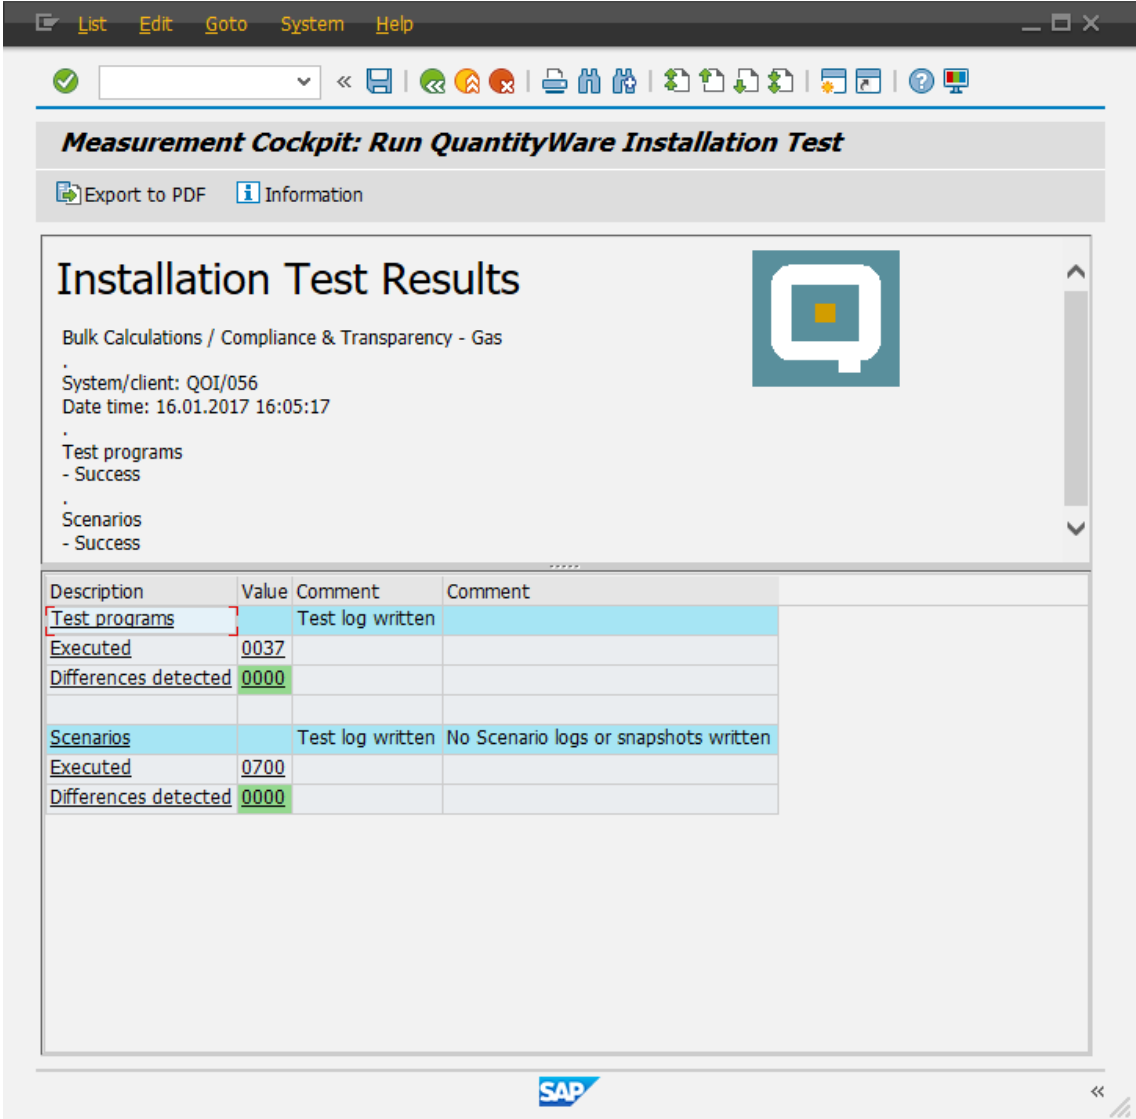 List Edit Goto System Help
Measurement Cockpit: Run QuantityWare Installation Test
Export to PDF Information
Installation Test Results
Bulk Calculations / Compliance & Transparency - Gas
.
System/client: QOI/056
Date time: 16.01.2017 16:05:17
.
Test programs
- Success
.
Scenarios
- Success
Description Value Comment Comment
Test programs Test log written
Executed 0037
Differences detected 0000
Scenarios Test log written No Scenario logs or snapshots written
Executed 0700
Differences detected 0000
SAP